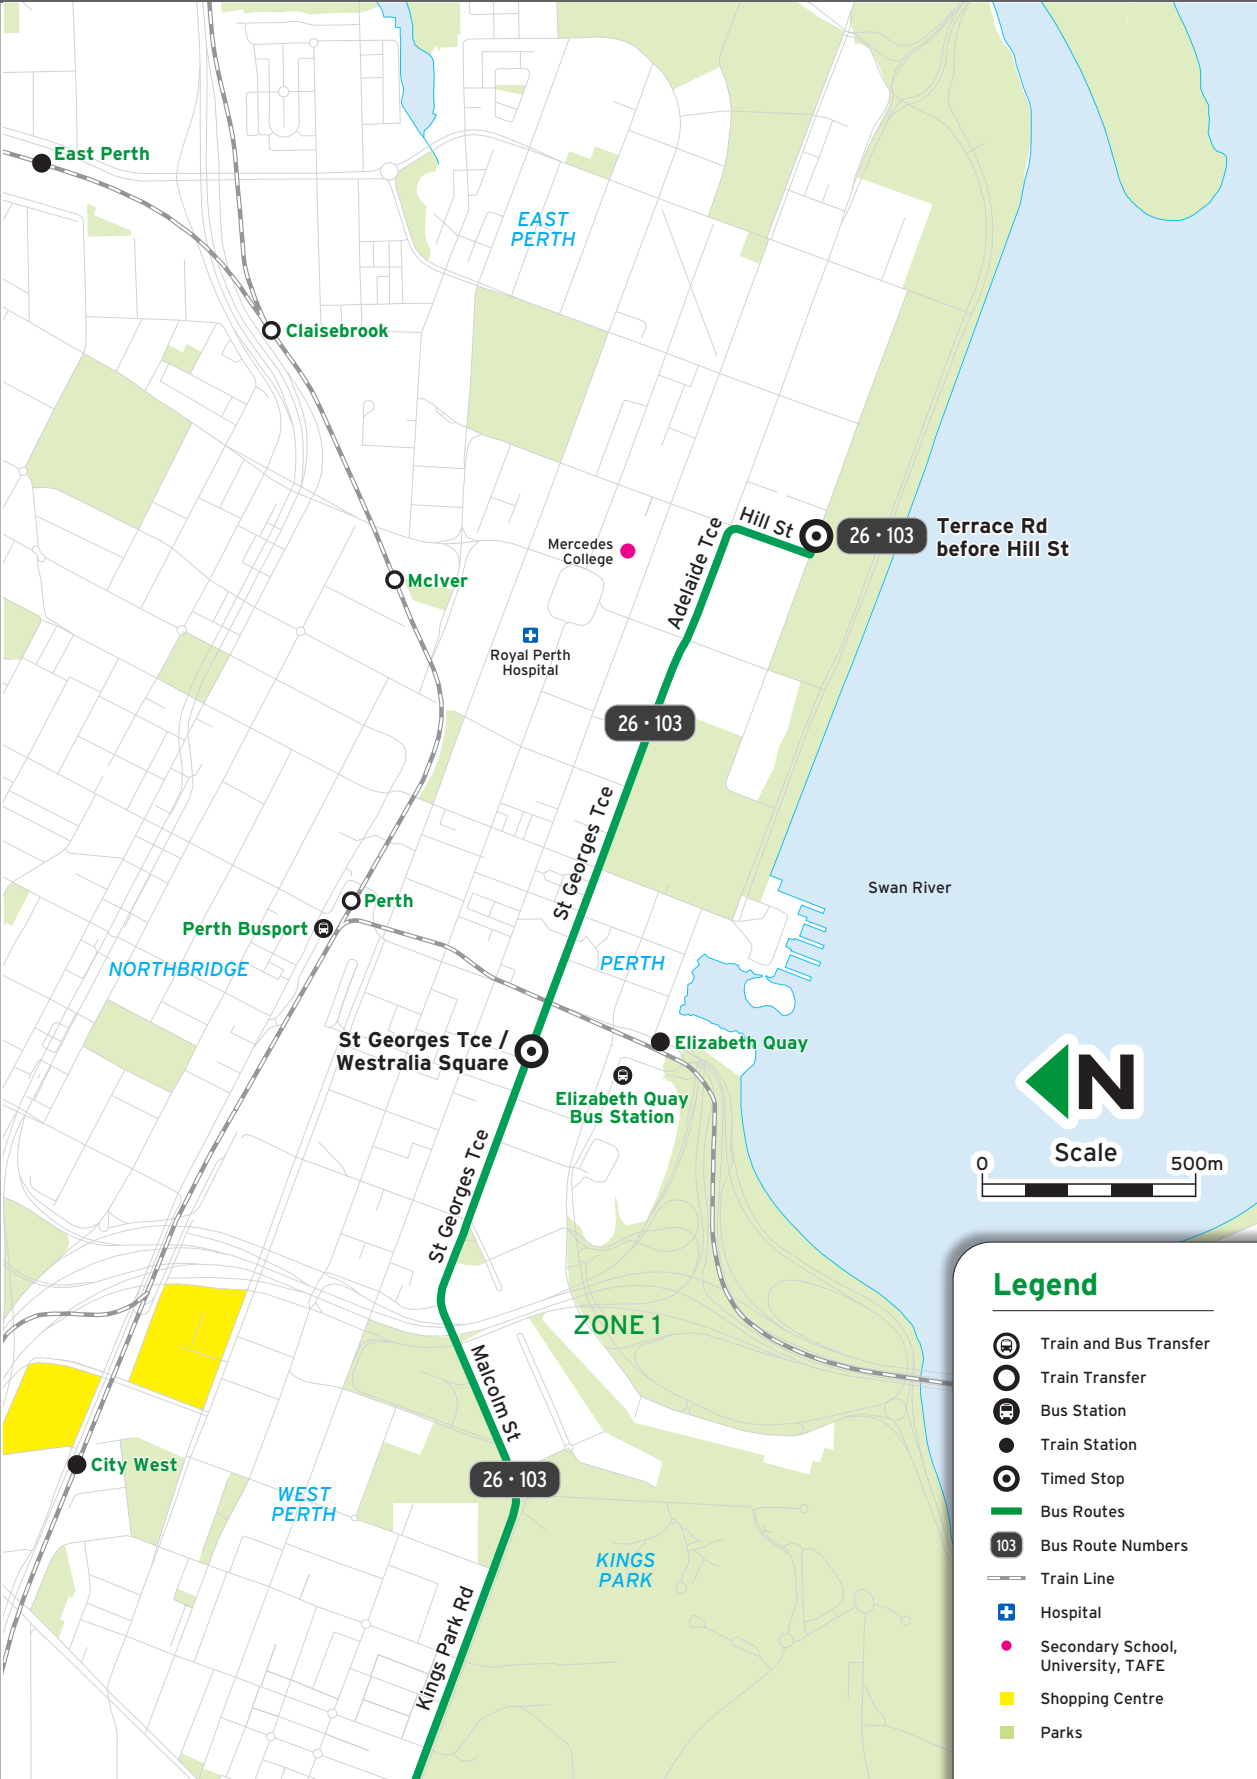 East Perth
EAST
PERTH
Claisebrook
Hill St
26 • 103
Terrace Rd
before Hill St
Adelaide Tce
Mercedes
College
McIver
Royal Perth
Hospital
26 • 103
St Georges Tce
Swan River
Perth
Perth Busport
NORTHBRIDGE
PERTH
St Georges Tce /
Westralia Square
Elizabeth Quay
Elizabeth Quay
Bus Station
N
Scale
0
500m
St Georges Tce
ZONE 1
Malcolm St
City West
26 • 103
WEST
PERTH
KINGS
PARK
Kings Park Rd
Legend
Train and Bus Transfer
Train Transfer
Bus Station
Train Station
Timed Stop
Bus Routes
103
Bus Route Numbers
Train Line
Hospital
Secondary School,
University, TAFE
Shopping Centre
Parks